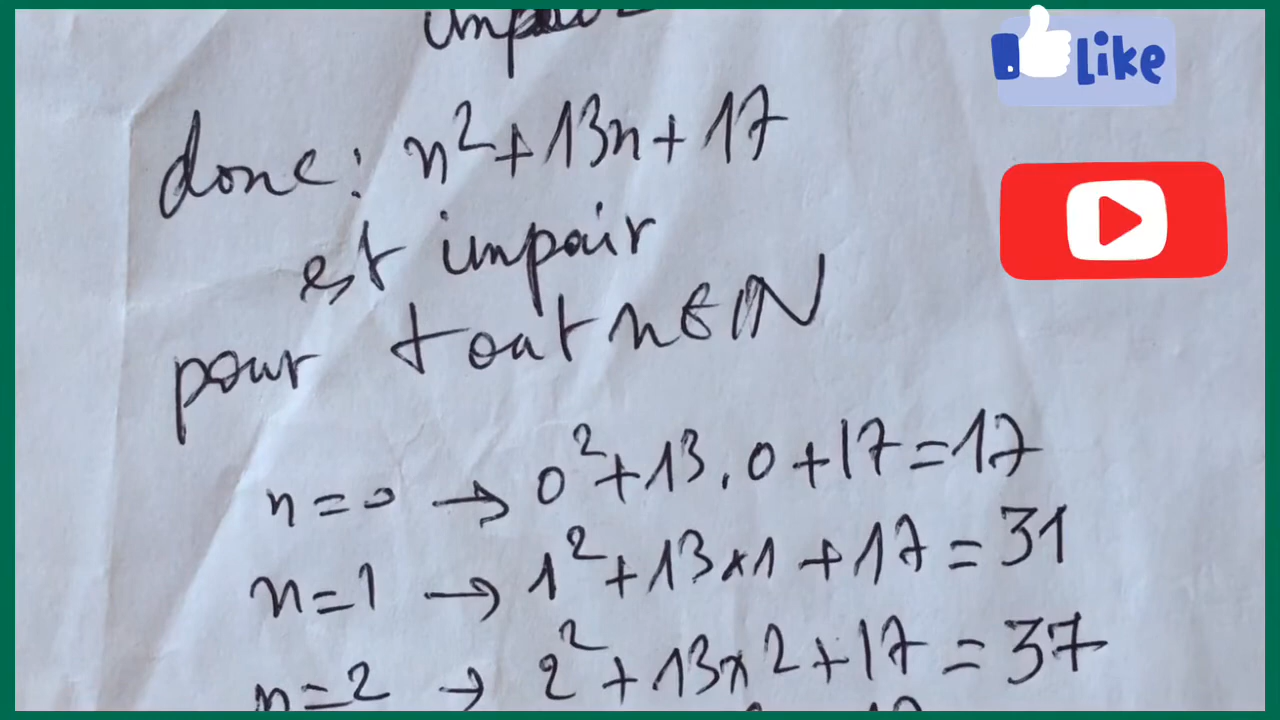 impair
donc: n²+13n+17
est impair
pour tout n∈ℕ
n=0 → 0²+13.0+17=17
n=1 → 1²+13×1+17=31
n=2 → 2²+13×2+17=37
Like